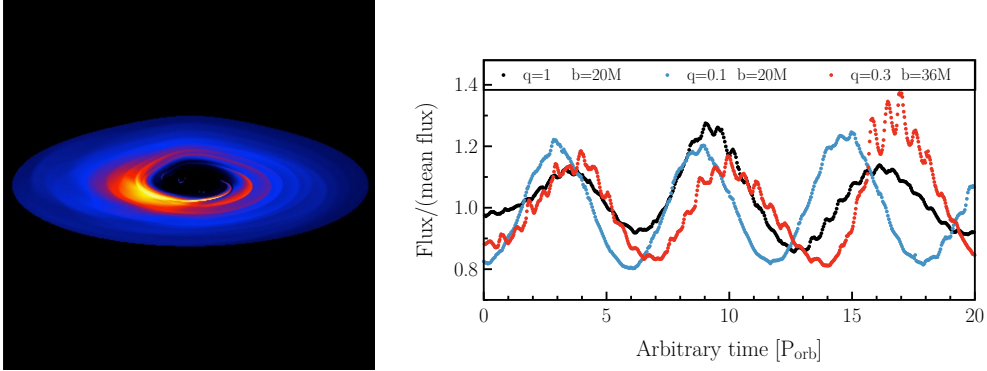 q=1 b=20M q=0.1 b=20M q=0.3 b=36M
1.4
1.2
1.0
0.8
Flux/(mean flux)
0 5 10 15 20
Arbitrary time [P_orb]